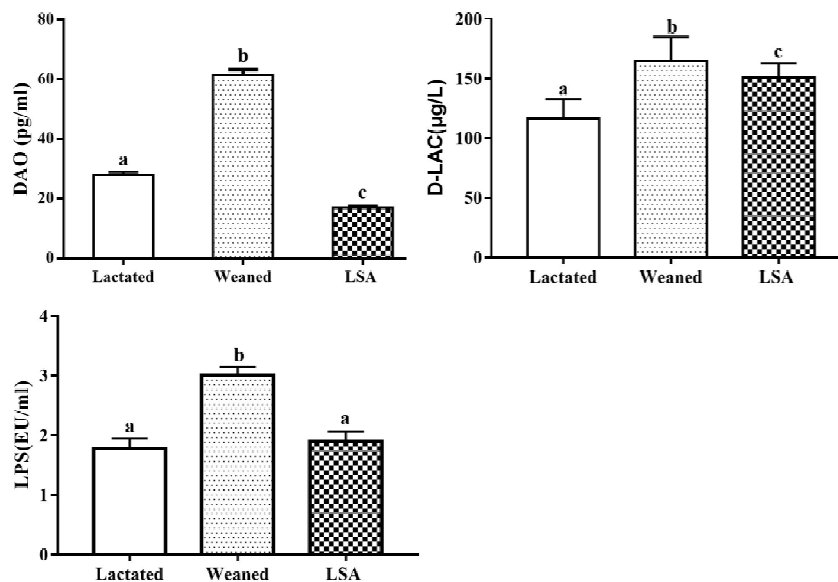 DAO (pg/ml)
80
60
40
20
0
a
b
c
Lactated Weaned LSA
D-LAC(µg/L)
200
150
100
50
0
a
b
c
Lactated Weaned LSA
LPS(EU/ml)
4
3
2
1
0
a
b
a
Lactated Weaned LSA